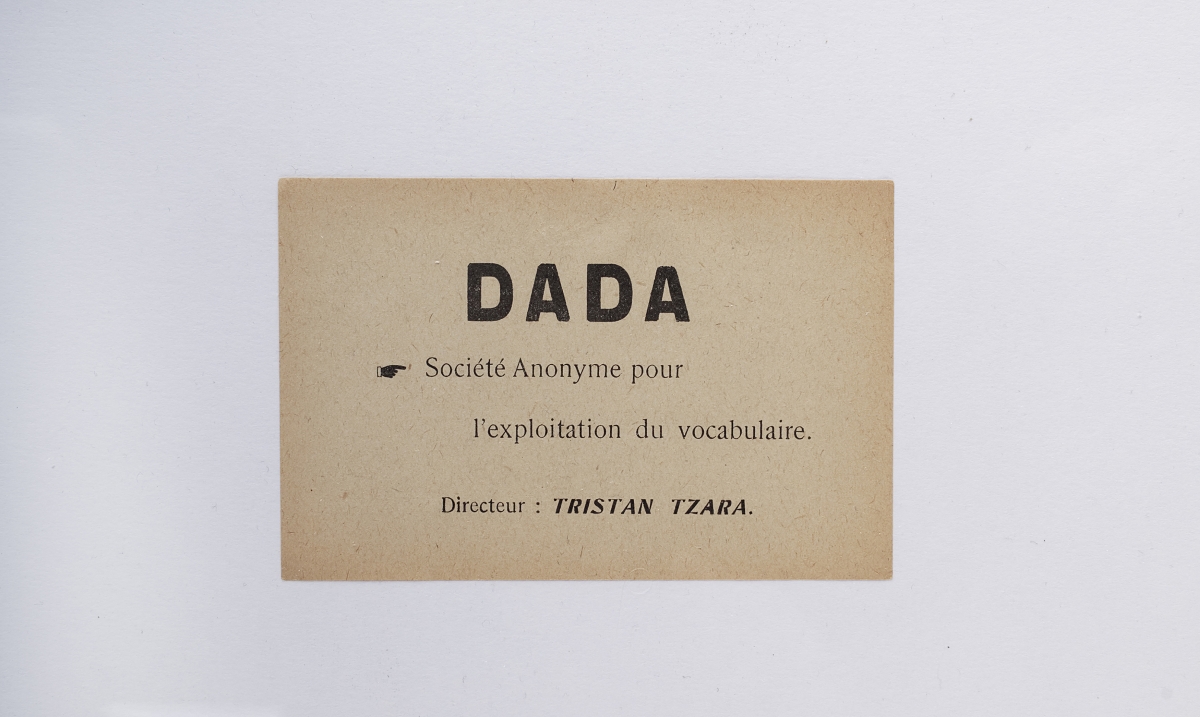 DADA
☛ Société Anonyme pour
l'exploitation du vocabulaire.
Directeur : TRISTAN TZARA.